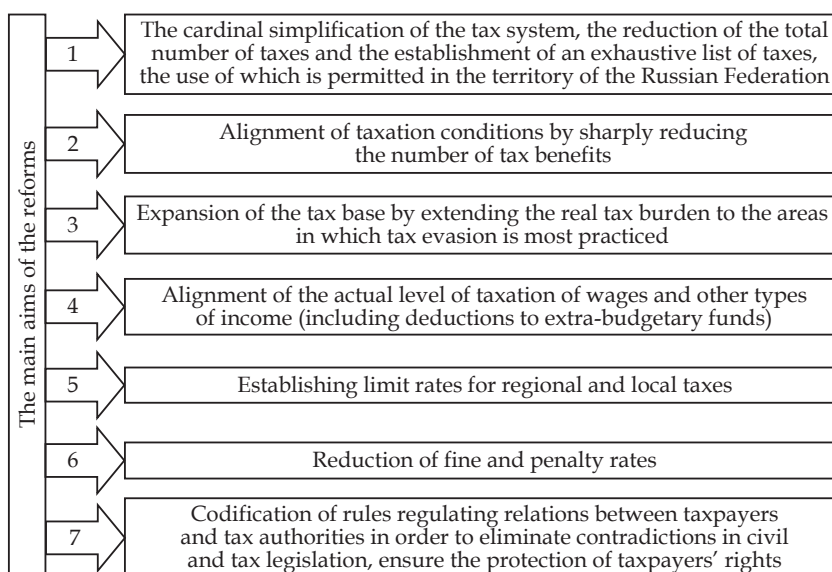 The main aims of the reforms
1
The cardinal simplification of the tax system, the reduction of the total
number of taxes and the establishment of an exhaustive list of taxes,
the use of which is permitted in the territory of the Russian Federation
2
Alignment of taxation conditions by sharply reducing
the number of tax benefits
3
Expansion of the tax base by extending the real tax burden to the areas
in which tax evasion is most practiced
4
Alignment of the actual level of taxation of wages and other types
of income (including deductions to extra-budgetary funds)
5
Establishing limit rates for regional and local taxes
6
Reduction of fine and penalty rates
7
Codification of rules regulating relations between taxpayers
and tax authorities in order to eliminate contradictions in civil
and tax legislation, ensure the protection of taxpayers’ rights